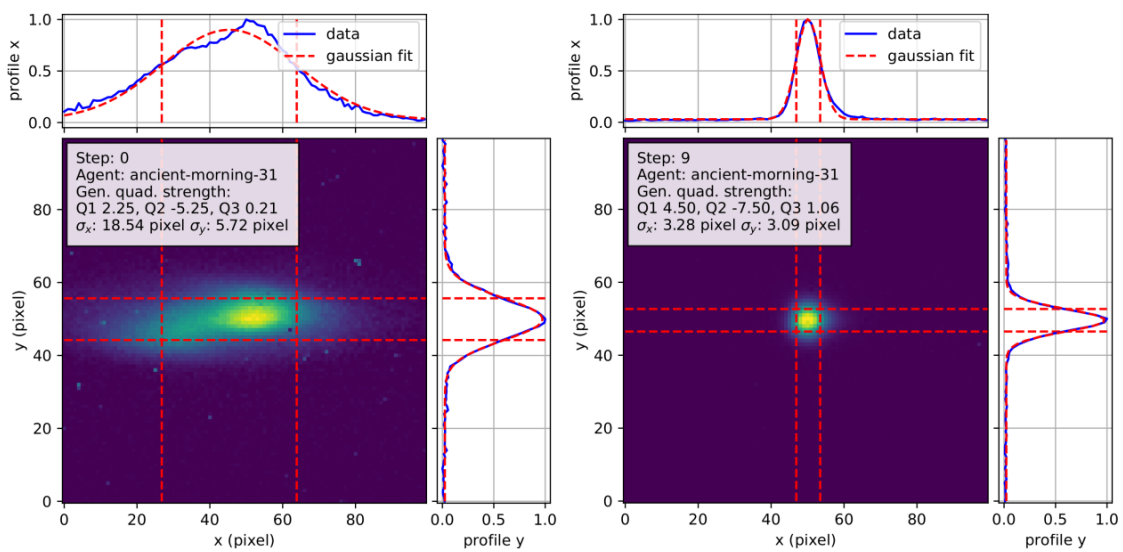 1.0
0.5
0.0
profile x
data
gaussian fit
Step: 0
Agent: ancient-morning-31
Gen. quad. strength:
Q1 2.25, Q2 -5.25, Q3 0.21
σx: 18.54 pixel σy: 5.72 pixel
80
60
40
20
0
y (pixel)
0 20 40 60 80
x (pixel)
0.0 0.5 1.0
profile y
1.0
0.5
0.0
profile x
data
gaussian fit
Step: 9
Agent: ancient-morning-31
Gen. quad. strength:
Q1 4.50, Q2 -7.50, Q3 1.06
σx: 3.28 pixel σy: 3.09 pixel
80
60
40
20
0
y (pixel)
0 20 40 60 80
x (pixel)
0.0 0.5 1.0
profile y